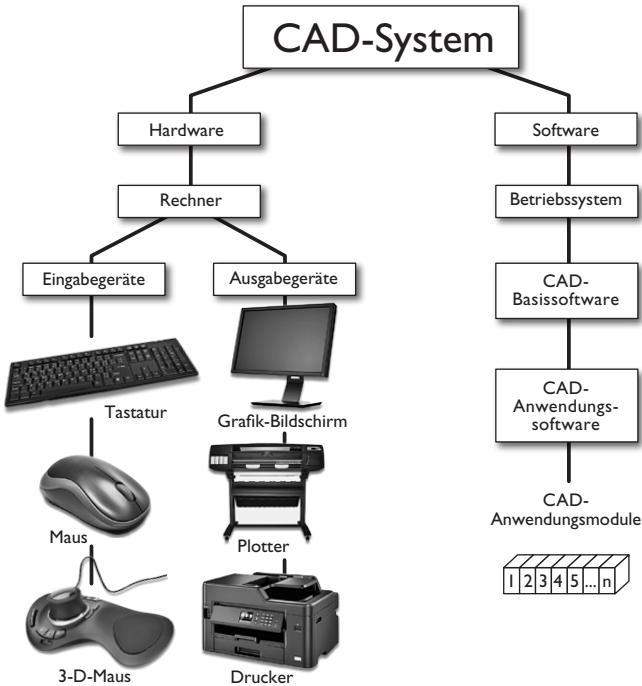 CAD-System
Hardware
Software
Rechner
Betriebssystem
Eingabegeräte
Ausgabegeräte
CAD-
Basissoftware
Tastatur
Grafik-Bildschirm
CAD-
Anwendungs-
software
Maus
Plotter
CAD-
Anwendungsmodule
1 2 3 4 5 ... n
3-D-Maus
Drucker